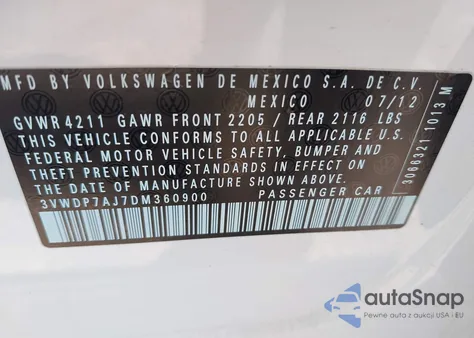 MFD BY VOLKSWAGEN DE MEXICO S.A. DE C.V.
MEXICO 07/12
GVWR 4211 GAWR FRONT 2205 / REAR 2116 LBS
THIS VEHICLE CONFORMS TO ALL APPLICABLE U.S.
FEDERAL MOTOR VEHICLE SAFETY, BUMPER AND
THEFT PREVENTION STANDARDS IN EFFECT ON
THE DATE OF MANUFACTURE SHOWN ABOVE.
3VWDP7AJ7DM360900 PASSENGER CAR
3066321 1013 M
autoSnap
Pewne auta z aukcji USA i EU